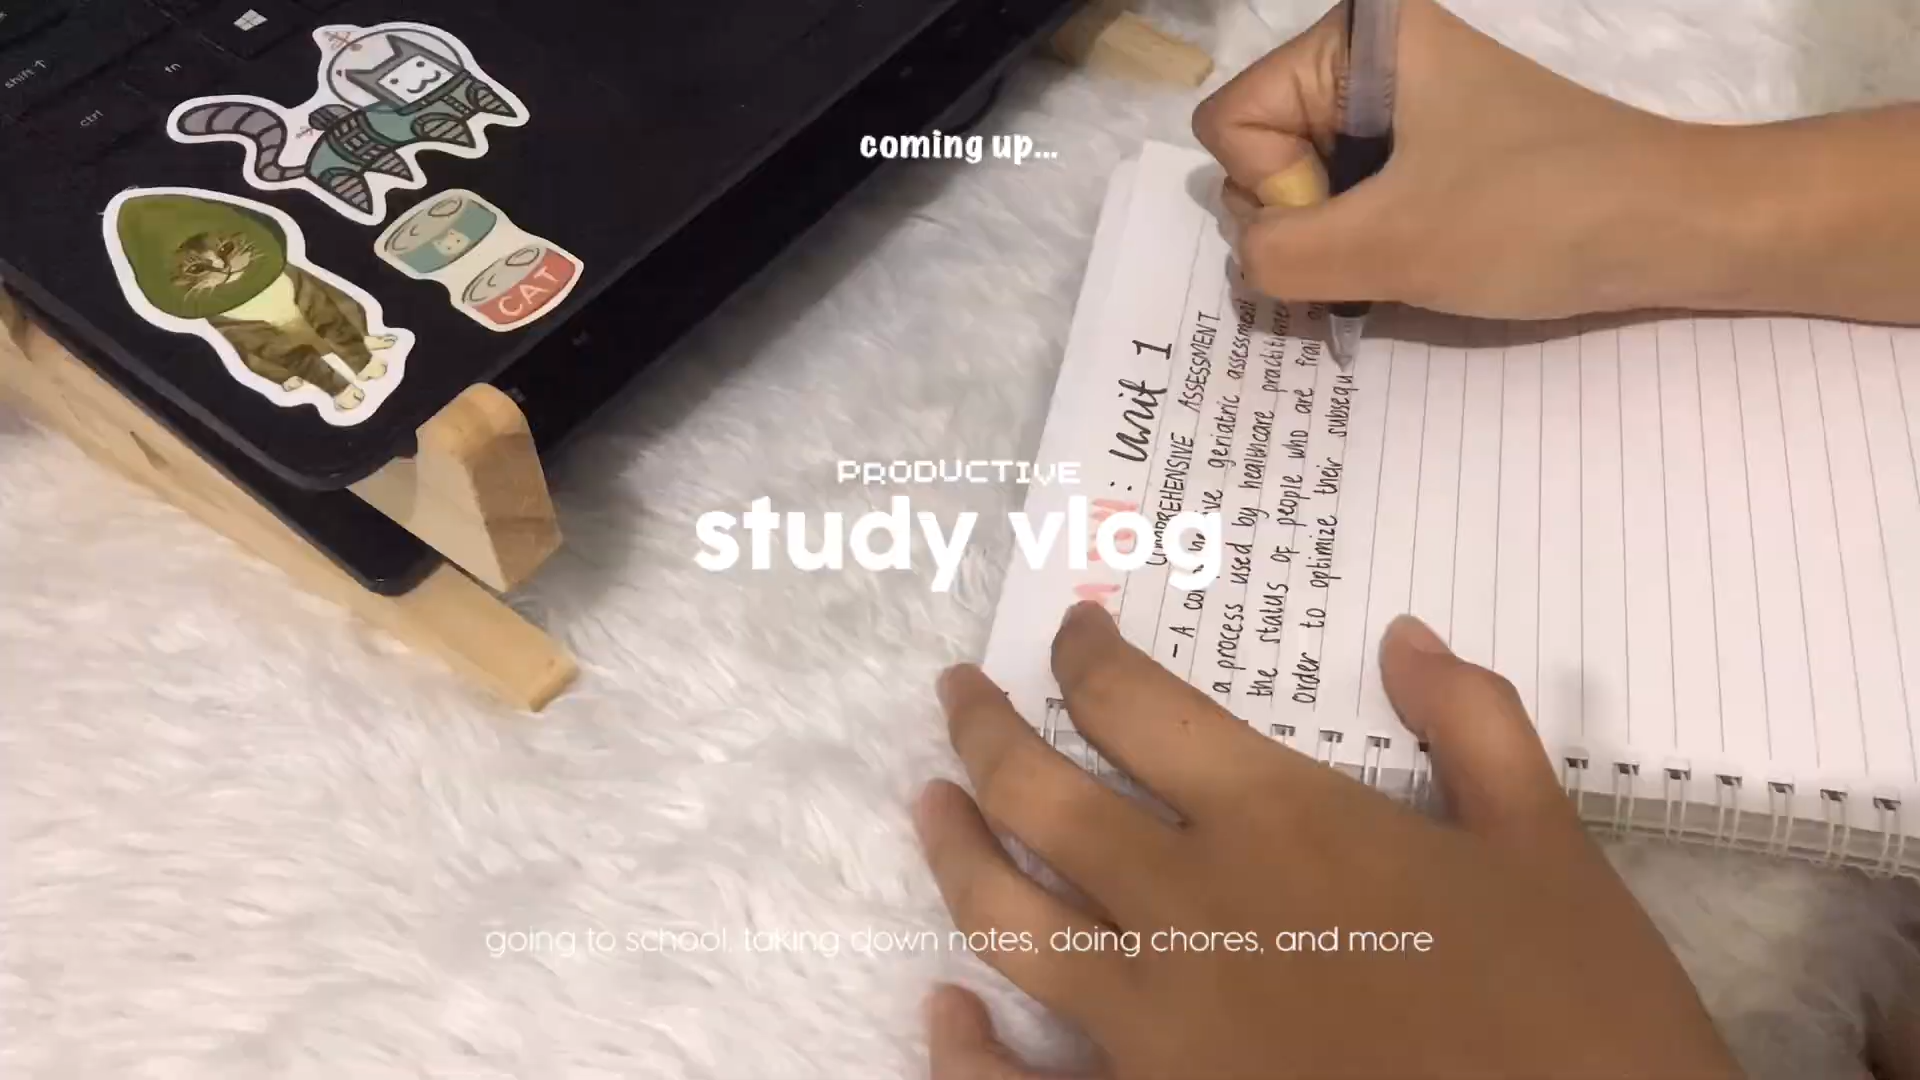 coming up...
PRODUCTIVE
study vlog
going to school, taking down notes, doing chores, and more
shift ↑
fn
ctrl
CAT
: Unit 1
COMPREHENSIVE ASSESSMENT
- A geriatric assessment
a process used by healthcare practitione
the status of people who are frail
order to optimize their subsequ